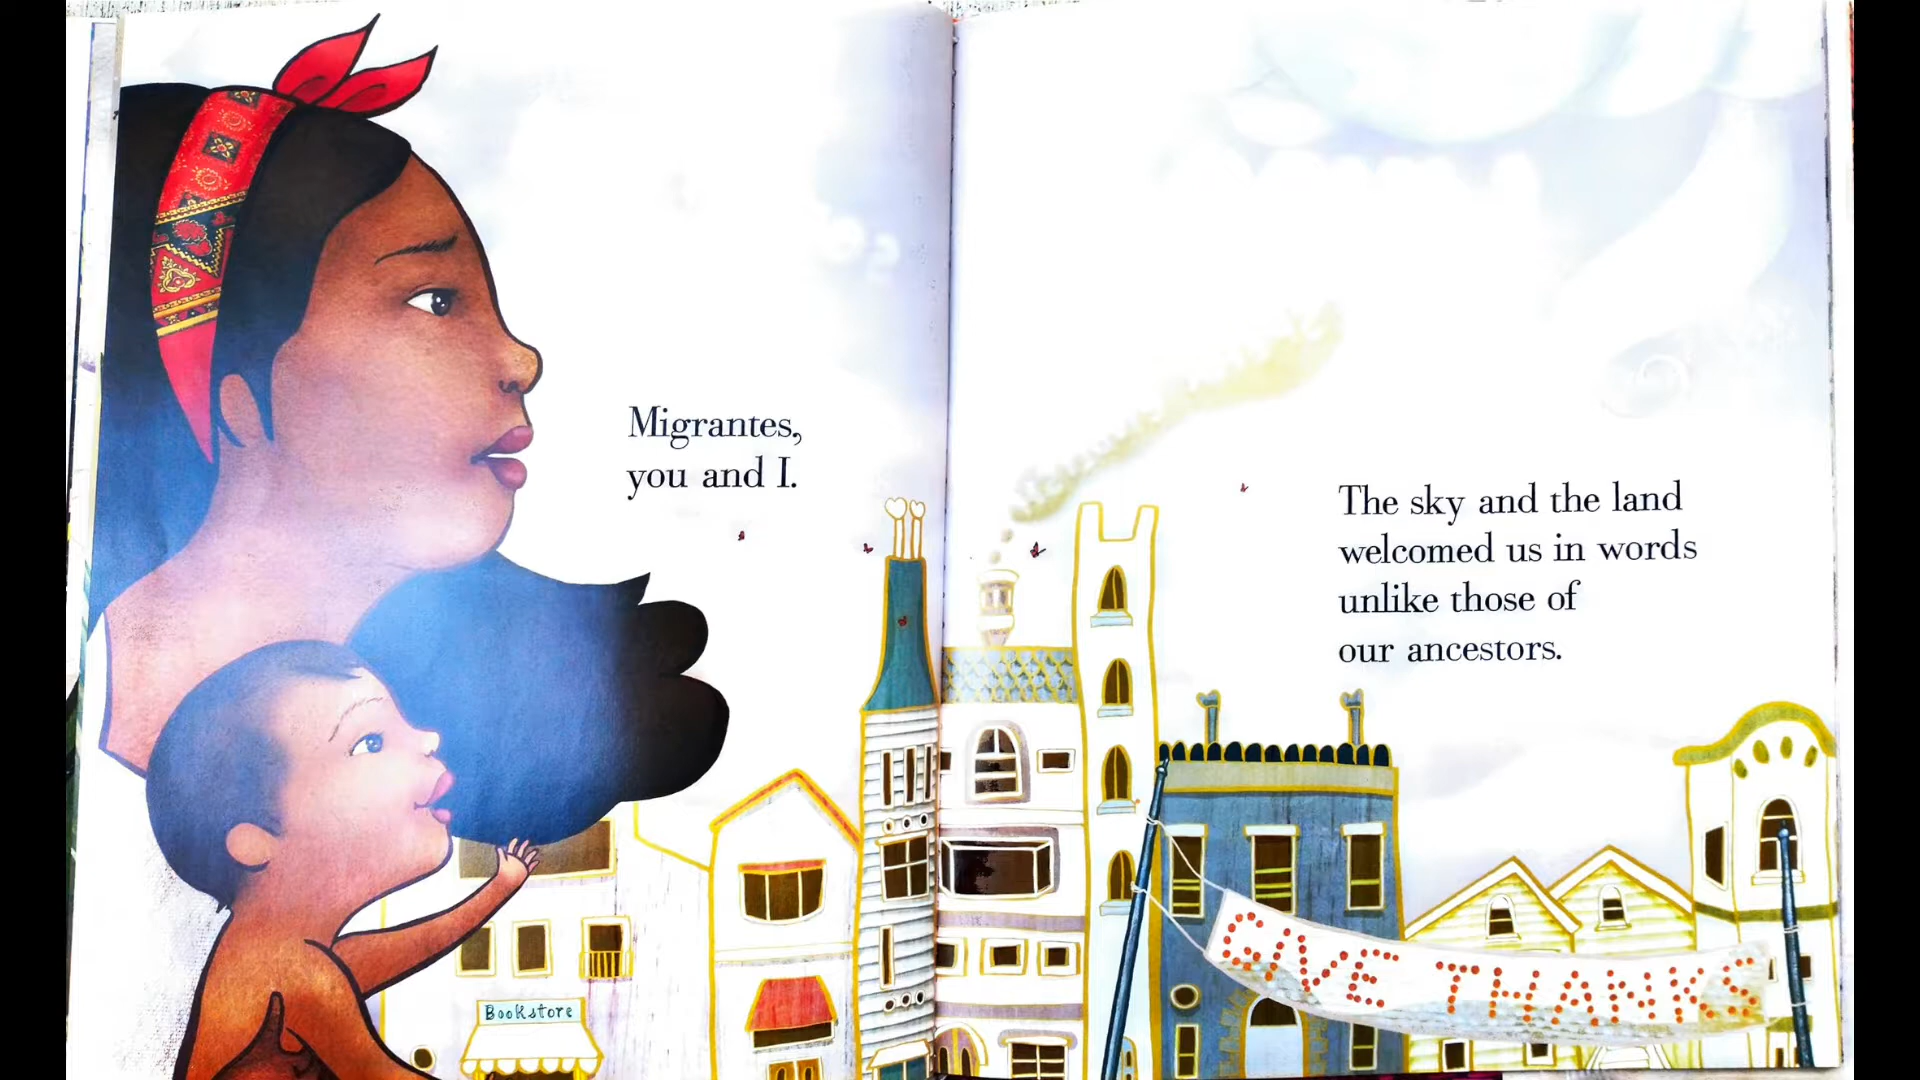 Migrantes,
you and I.
The sky and the land
welcomed us in words
unlike those of
our ancestors.
Bookstore
GIVE THANKS